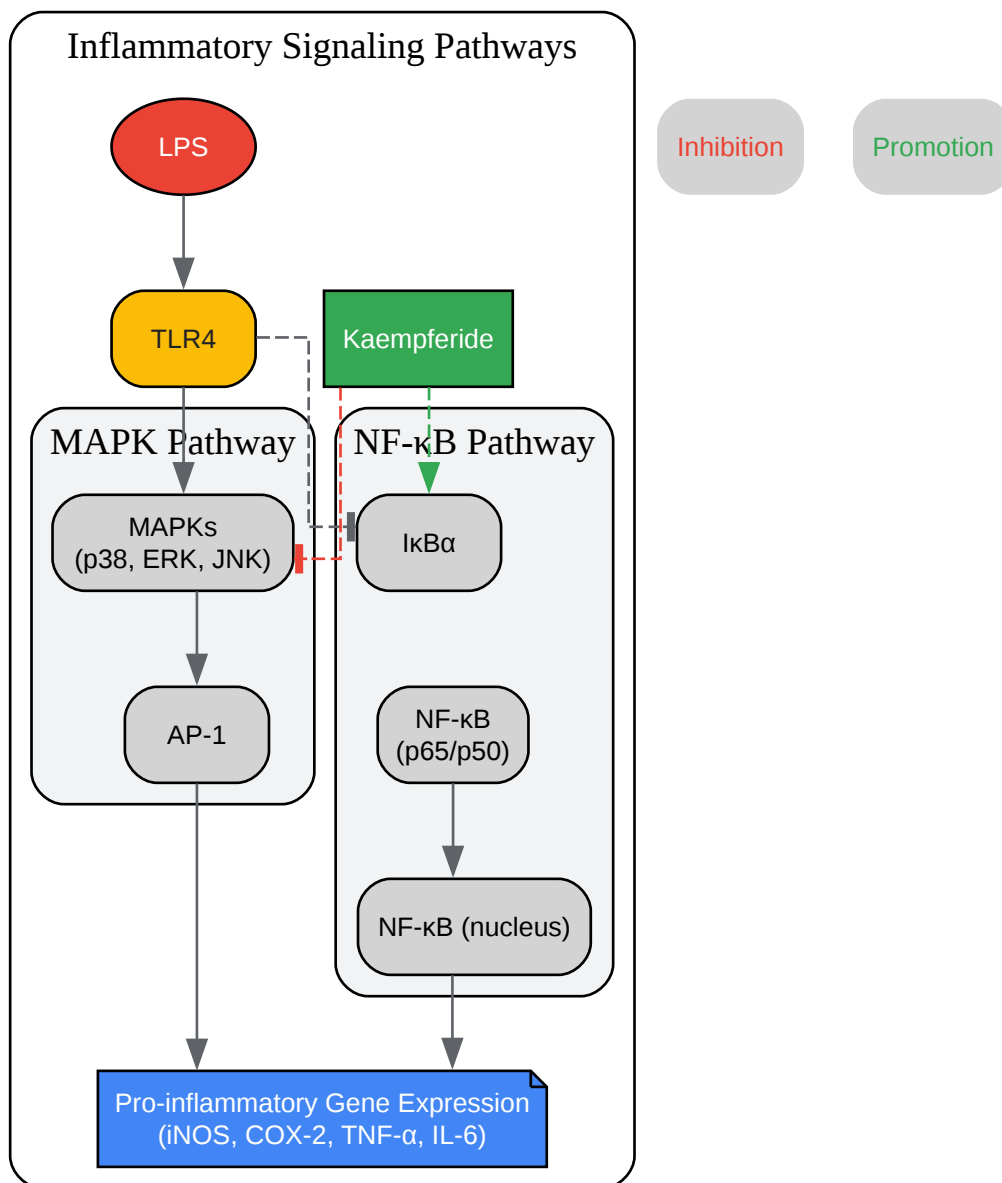 Inflammatory Signaling Pathways
LPS
Inhibition
Promotion
TLR4
Kaempferide
MAPK Pathway
NF-κB Pathway
MAPKs
(p38, ERK, JNK)
IκBα
AP-1
NF-κB
(p65/p50)
NF-κB (nucleus)
Pro-inflammatory Gene Expression
(iNOS, COX-2, TNF-α, IL-6)